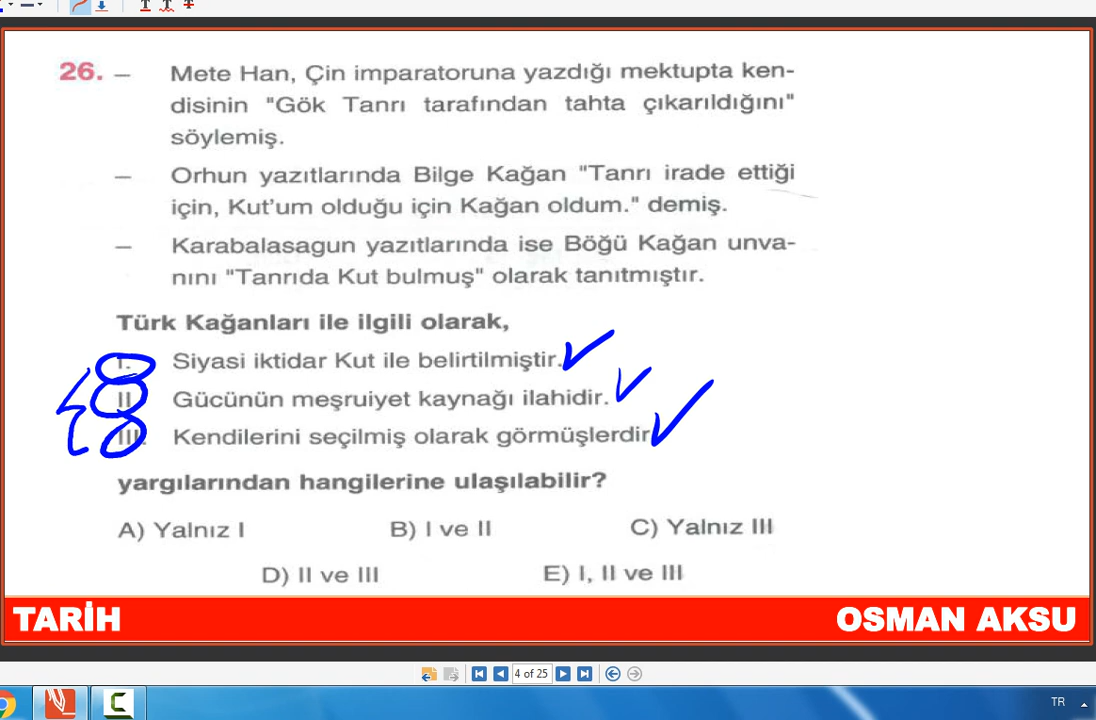 26. – Mete Han, Çin imparatoruna yazdığı mektupta ken-
disinin "Gök Tanrı tarafından tahta çıkarıldığını"
söylemiş.
– Orhun yazıtlarında Bilge Kağan "Tanrı irade ettiği
için, Kut'um olduğu için Kağan oldum." demiş.
– Karabalasagun yazıtlarında ise Böğü Kağan unva-
nını "Tanrıda Kut bulmuş" olarak tanıtmıştır.
Türk Kağanları ile ilgili olarak,
I. Siyasi iktidar Kut ile belirtilmiştir.
II. Gücünün meşruiyet kaynağı ilahidir.
III. Kendilerini seçilmiş olarak görmüşlerdir
yargılarından hangilerine ulaşılabilir?
A) Yalnız I B) I ve II C) Yalnız III
D) II ve III E) I, II ve III
TARİH OSMAN AKSU
4 of 25
TR